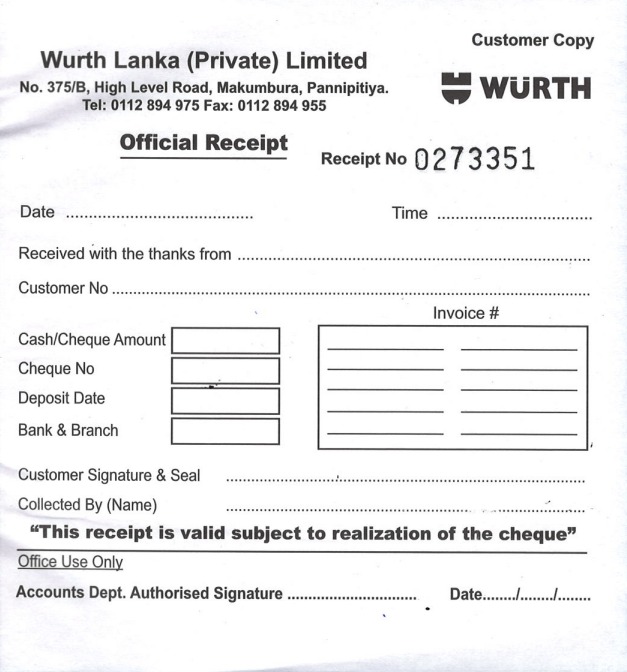 Customer Copy
Wurth Lanka (Private) Limited
No. 375/B, High Level Road, Makumbura, Pannipitiya.
Tel: 0112 894 975 Fax: 0112 894 955
WÜRTH
Official Receipt
Receipt No 0273351
Date ........................................ Time ..................................
Received with the thanks from ............................................................................
Customer No ........................................................................................................
Invoice #
Cash/Cheque Amount
Cheque No
Deposit Date
Bank & Branch
Customer Signature & Seal ..............................................................................
Collected By (Name) ..............................................................................
“This receipt is valid subject to realization of the cheque”
Office Use Only
Accounts Dept. Authorised Signature ............................. Date......../......../........